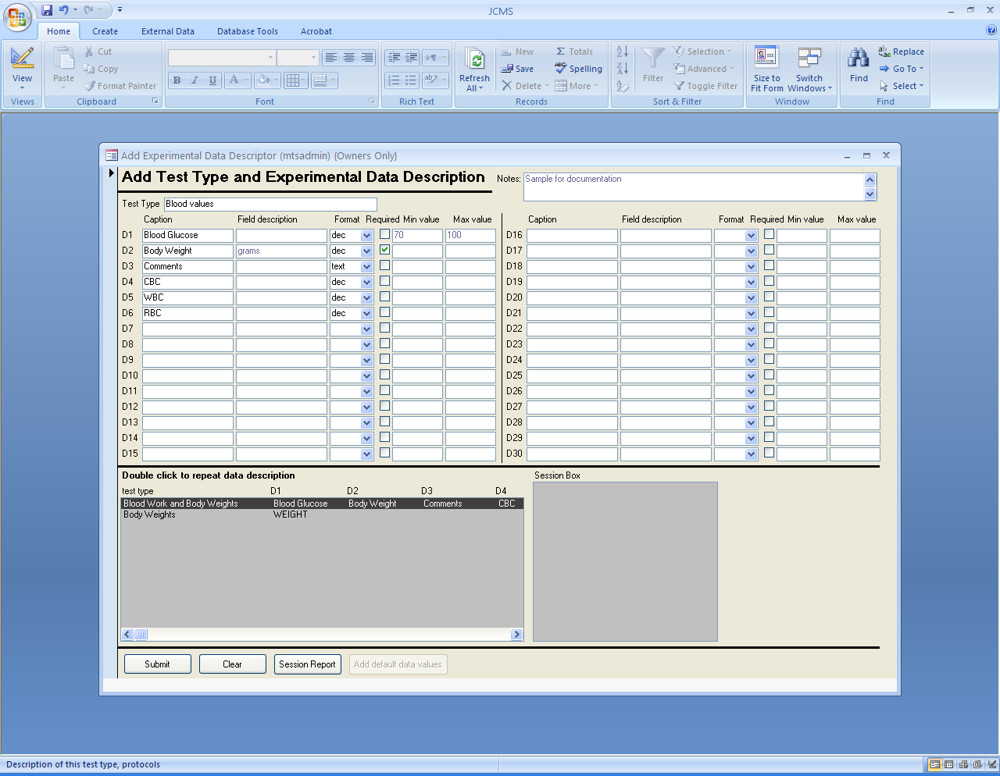 JCMS
Home Create External Data Database Tools Acrobat
View
Views
Paste
Cut
Copy
Format Painter
Clipboard
B I U A
Font
Rich Text
Refresh All
New
Save
Delete
Totals
Spelling
More
Records
Filter
Selection
Advanced
Toggle Filter
Sort & Filter
Size to Fit Form
Switch Windows
Window
Find
Replace
Go To
Select
Find
Add Experimental Data Descriptor (mtsadmin) {Owners Only}
Add Test Type and Experimental Data Description
Notes: Sample for documentation
Test Type Blood values
Caption Field description Format Required Min value Max value
D1 Blood Glucose dec 70 100
D2 Body Weight grams dec
D3 Comments text
D4 CBC dec
D5 WBC dec
D6 RBC dec
D7
D8
D9
D10
D11
D12
D13
D14
D15
Caption Field description Format Required Min value Max value
D16
D17
D18
D19
D20
D21
D22
D23
D24
D25
D26
D27
D28
D29
D30
Double click to repeat data description
test type D1 D2 D3 D4
Blood Work and Body Weights Blood Glucose Body Weight Comments CBC
Body Weights WEIGHT
Session Box
Submit Clear Session Report Add default data values
Description of this test type, protocols